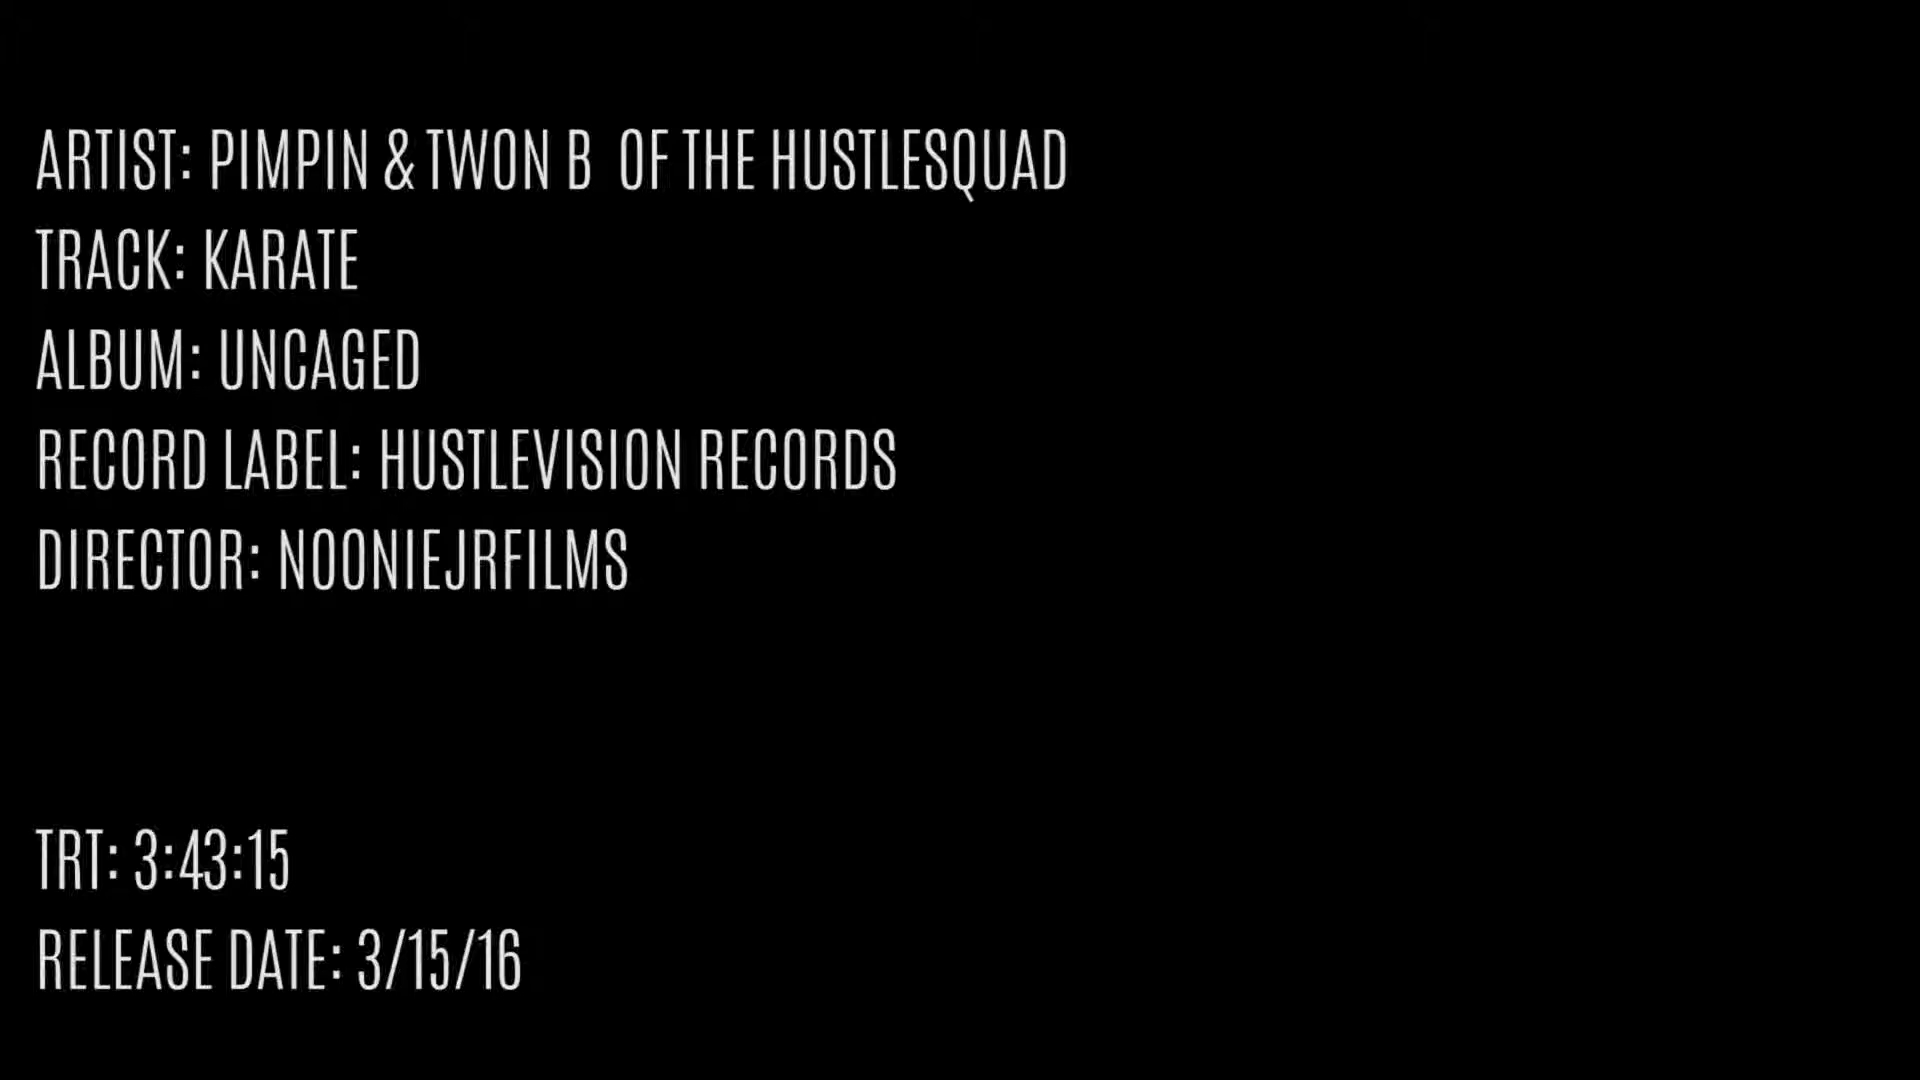 ARTIST: PIMPIN & TWON B  OF THE HUSTLESQUAD
TRACK: KARATE
ALBUM: UNCAGED
RECORD LABEL: HUSTLEVISION RECORDS
DIRECTOR: NOONIEJRFILMS
TRT: 3:43:15
RELEASE DATE: 3/15/16